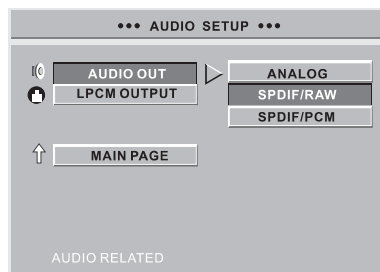 ••• AUDIO SETUP •••
AUDIO OUT
LPCM OUTPUT
MAIN PAGE
ANALOG
SPDIF/RAW
SPDIF/PCM
AUDIO RELATED